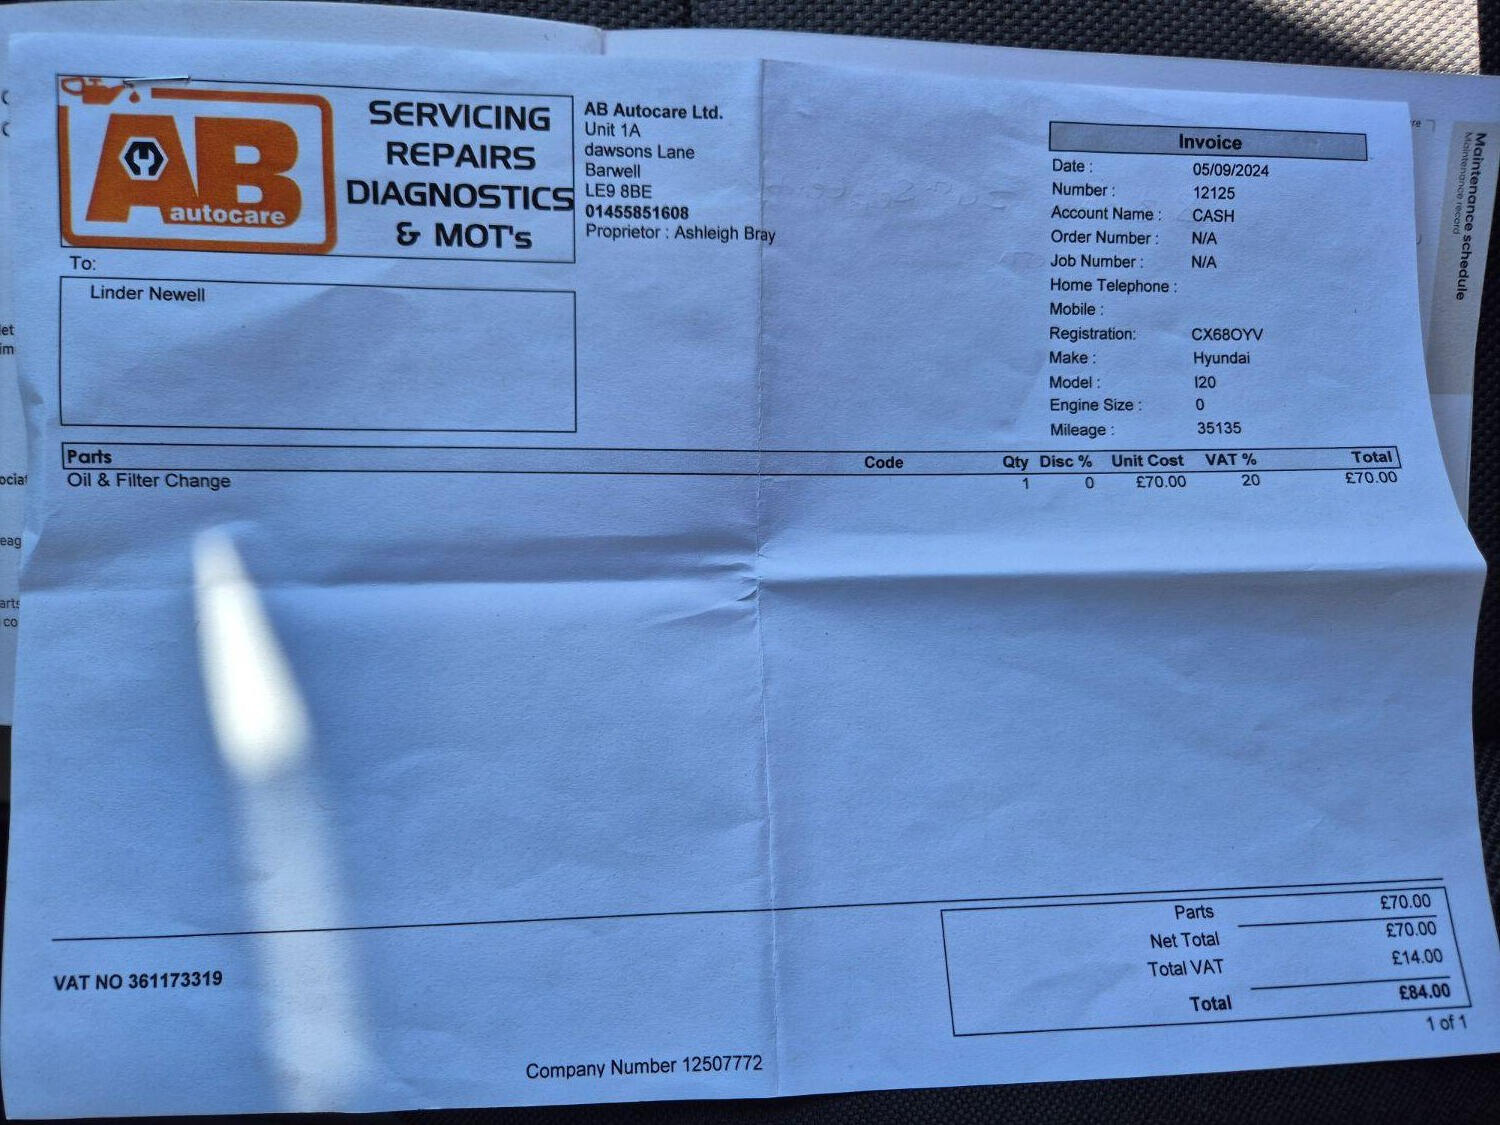 AB
autocare
SERVICING
REPAIRS
DIAGNOSTICS
& MOT's
AB Autocare Ltd.
Unit 1A
dawsons Lane
Barwell
LE9 8BE
01455851608
Proprietor : Ashleigh Bray
To:
Linder Newell
Invoice
Date : 05/09/2024
Number : 12125
Account Name : CASH
Order Number : N/A
Job Number : N/A
Home Telephone :
Mobile :
Registration: CX68OYV
Make : Hyundai
Model : I20
Engine Size : 0
Mileage : 35135
Parts Code Qty Disc % Unit Cost VAT % Total
Oil & Filter Change 1 0 £70.00 20 £70.00
Parts £70.00
Net Total £70.00
Total VAT £14.00
Total £84.00
1 of 1
VAT NO 361173319
Company Number 12507772
Maintenance schedule
Maintenance record